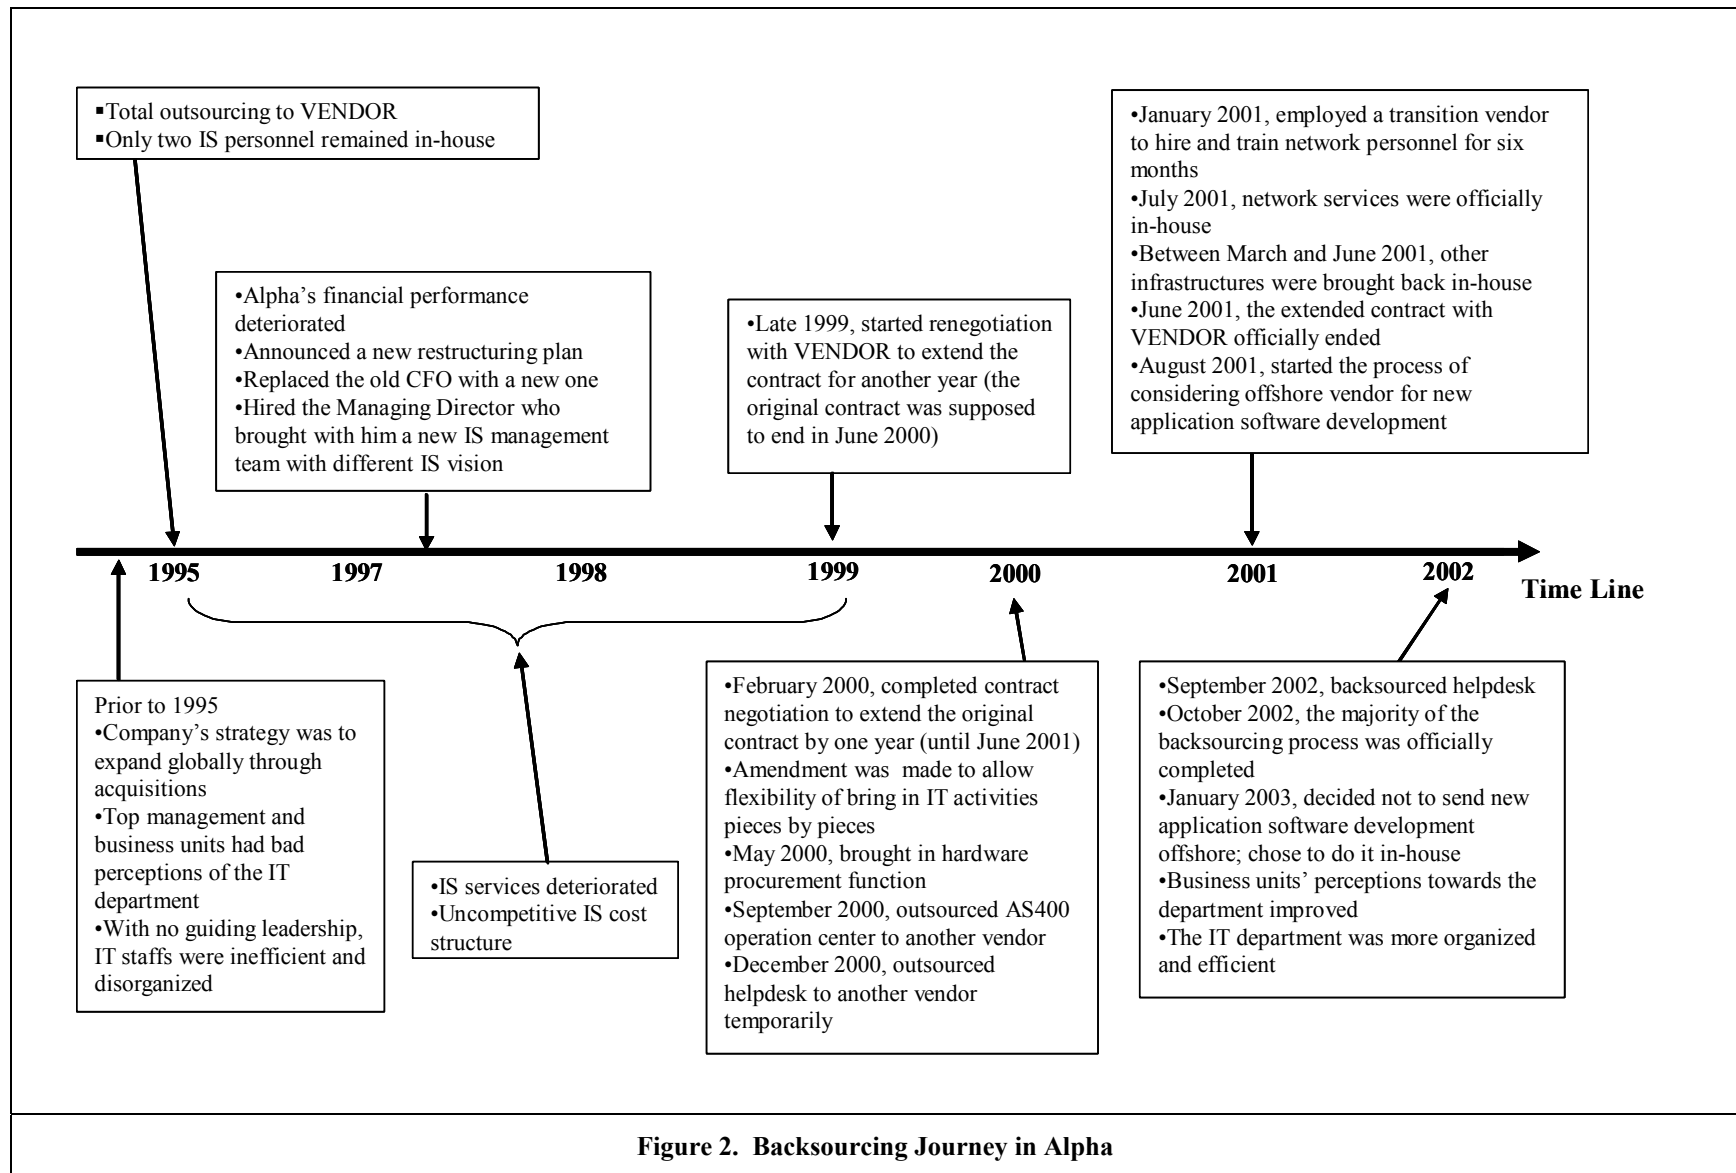 ▪Total outsourcing to VENDOR
▪Only two IS personnel remained in-house
•Alpha’s financial performance
deteriorated
•Announced a new restructuring plan
•Replaced the old CFO with a new one
•Hired the Managing Director who
brought with him a new IS management
team with different IS vision
•Late 1999, started renegotiation
with VENDOR to extend the
contract for another year (the
original contract was supposed
to end in June 2000)
•January 2001, employed a transition vendor
to hire and train network personnel for six
months
•July 2001, network services were officially
in-house
•Between March and June 2001, other
infrastructures were brought back in-house
•June 2001, the extended contract with
VENDOR officially ended
•August 2001, started the process of
considering offshore vendor for new
application software development
1995
1997
1998
1999
2000
2001
2002
Time Line
Prior to 1995
•Company’s strategy was to
expand globally through
acquisitions
•Top management and
business units had bad
perceptions of the IT
department
•With no guiding leadership,
IT staffs were inefficient and
disorganized
•IS services deteriorated
•Uncompetitive IS cost
structure
•February 2000, completed contract
negotiation to extend the original
contract by one year (until June 2001)
•Amendment was made to allow
flexibility of bring in IT activities
pieces by pieces
•May 2000, brought in hardware
procurement function
•September 2000, outsourced AS400
operation center to another vendor
•December 2000, outsourced
helpdesk to another vendor
temporarily
•September 2002, backsourced helpdesk
•October 2002, the majority of the
backsourcing process was officially
completed
•January 2003, decided not to send new
application software development
offshore; chose to do it in-house
•Business units’ perceptions towards the
department improved
•The IT department was more organized
and efficient
Figure 2. Backsourcing Journey in Alpha